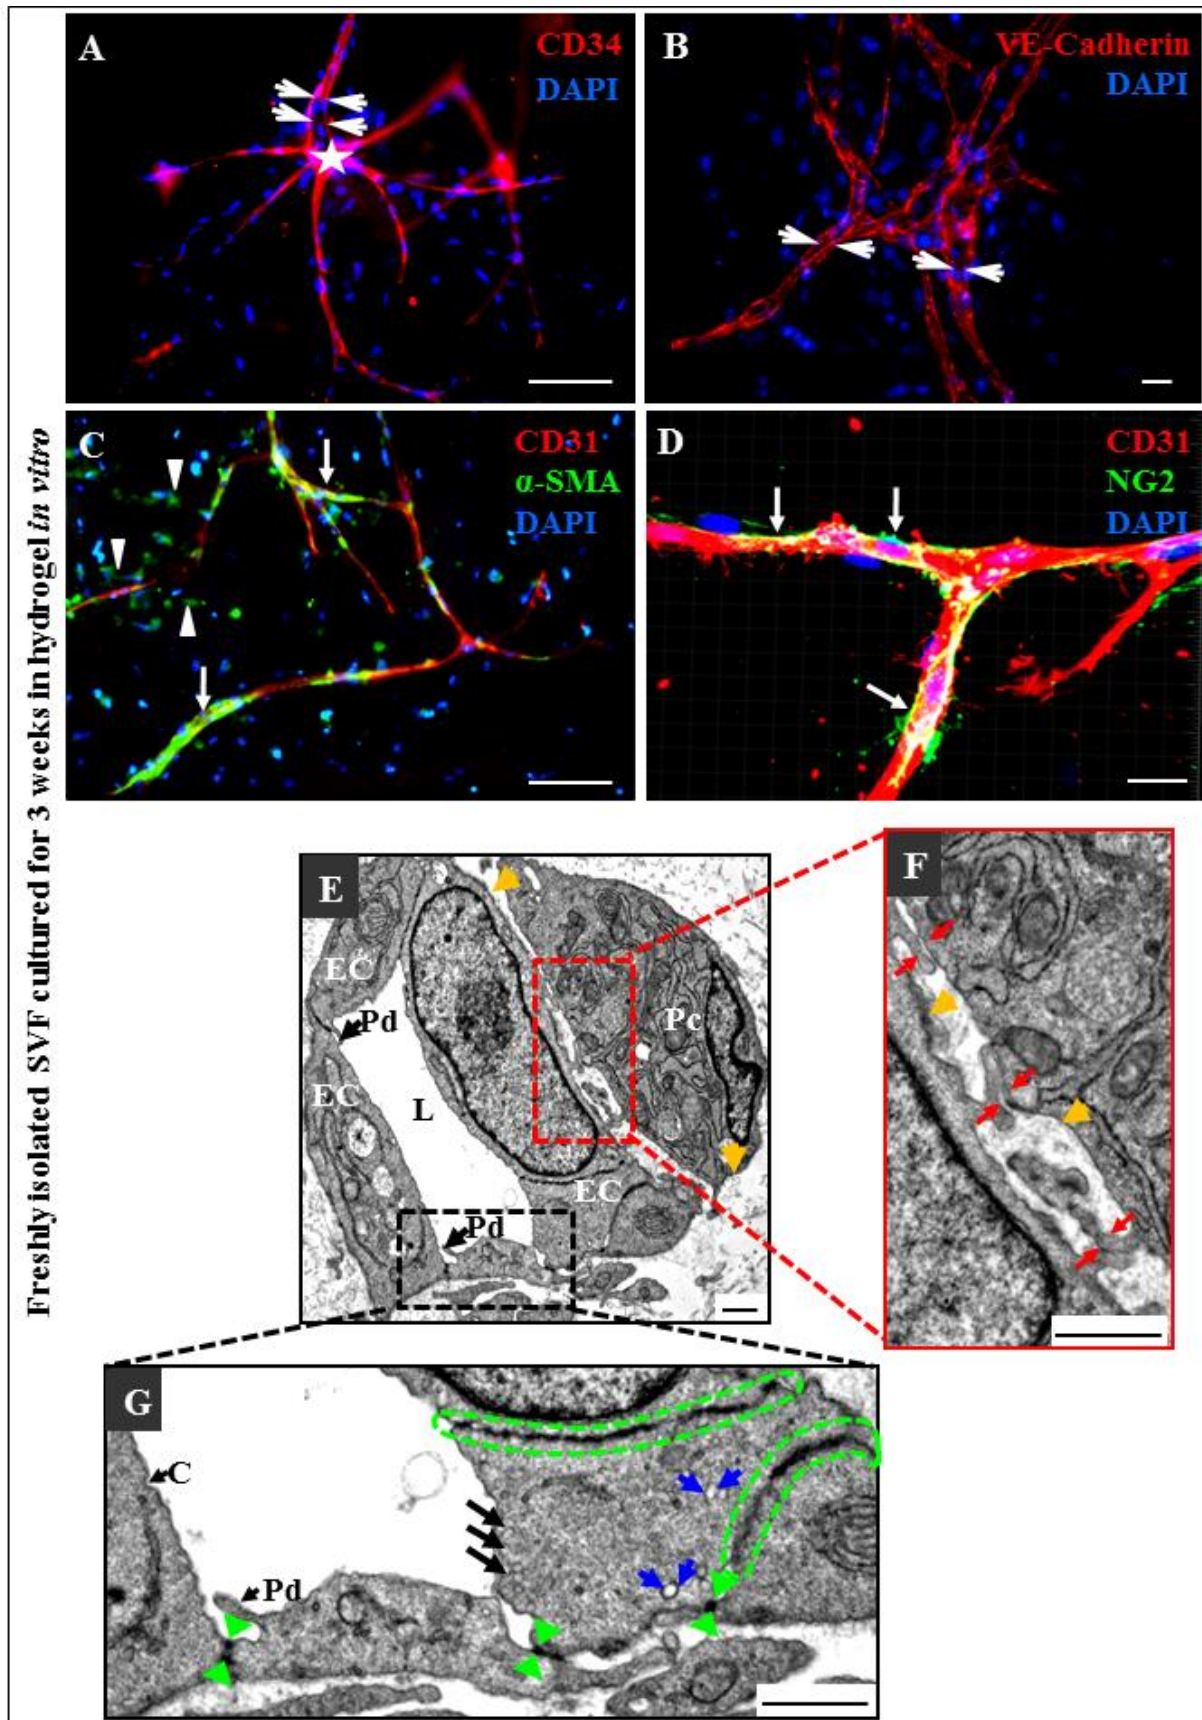 Freshly isolated SVF cultured for 3 weeks in hydrogel in vitro
A
CD34
DAPI
B
VE-Cadherin
DAPI
C
CD31
α-SMA
DAPI
D
CD31
NG2
DAPI
E
EC
Pd
EC
L
Pc
EC
Pd
F
G
C
Pd